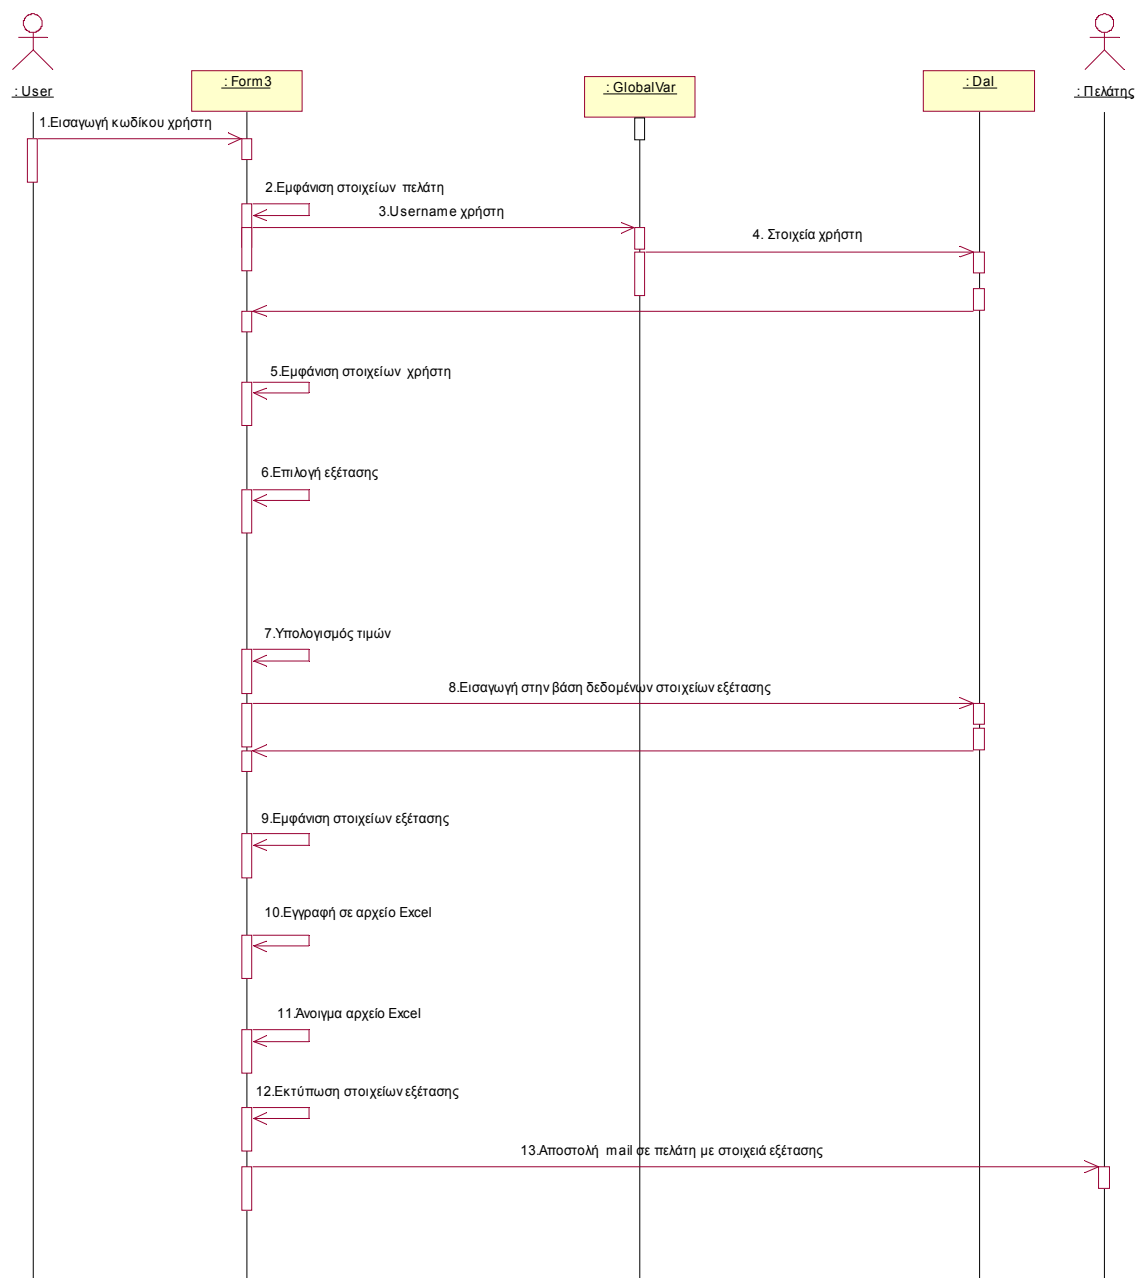 : User
: Form3
: GlobalVar
: Dal
: Πελάτης
1.Εισαγωγή κωδίκου χρήστη
2.Εμφάνιση στοιχείων πελάτη
3.Username χρήστη
4. Στοιχεία χρήστη
5.Εμφάνιση στοιχείων χρήστη
6.Επιλογή εξέτασης
7.Υπολογισμός τιμών
8.Εισαγωγή στην βάση δεδομένων στοιχείων εξέτασης
9.Εμφάνιση στοιχείων εξέτασης
10.Εγγραφή σε αρχείο Excel
11.Άνοιγμα αρχείο Excel
12.Εκτύπωση στοιχείων εξέτασης
13.Αποστολή mail σε πελάτη με στοιχειά εξέτασης